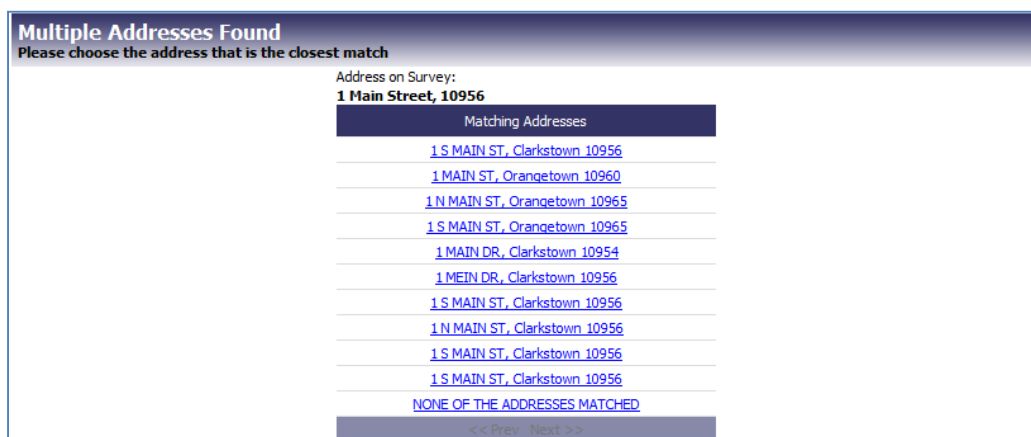 Multiple Addresses Found
Please choose the address that is the closest match
Address on Survey:
1 Main Street, 10956
Matching Addresses
1 S MAIN ST, Clarkstown 10956
1 MAIN ST, Orangetown 10960
1 N MAIN ST, Orangetown 10965
1 S MAIN ST, Orangetown 10965
1 MAIN DR, Clarkstown 10954
1 MEIN DR, Clarkstown 10956
1 S MAIN ST, Clarkstown 10956
1 N MAIN ST, Clarkstown 10956
1 S MAIN ST, Clarkstown 10956
1 S MAIN ST, Clarkstown 10956
NONE OF THE ADDRESSES MATCHED
<< Prev Next >>